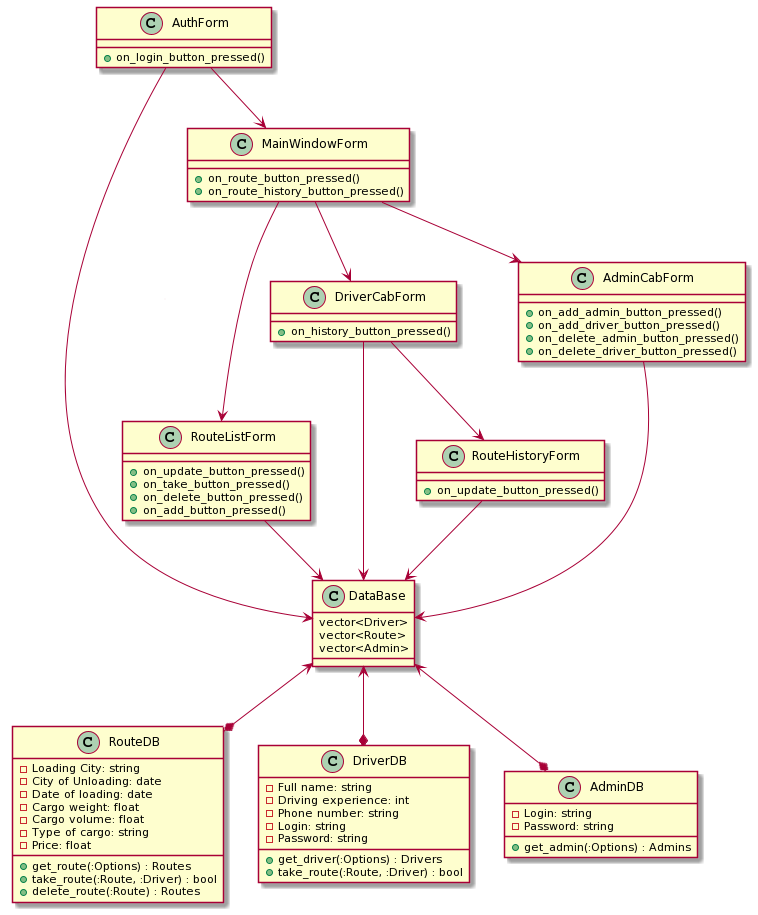 C AuthForm
on_login_button_pressed()
C MainWindowForm
on_route_button_pressed()
on_route_history_button_pressed()
C DriverCabForm
on_history_button_pressed()
C AdminCabForm
on_add_admin_button_pressed()
on_add_driver_button_pressed()
on_delete_admin_button_pressed()
on_delete_driver_button_pressed()
C RouteListForm
on_update_button_pressed()
on_take_button_pressed()
on_delete_button_pressed()
on_add_button_pressed()
C RouteHistoryForm
on_update_button_pressed()
C DataBase
vector<Driver>
vector<Route>
vector<Admin>
C RouteDB
Loading City: string
City of Unloading: date
Date of loading: date
Cargo weight: float
Cargo volume: float
Type of cargo: string
Price: float
get_route(:Options) : Routes
take_route(:Route, :Driver) : bool
delete_route(:Route) : Routes
C DriverDB
Full name: string
Driving experience: int
Phone number: string
Login: string
Password: string
get_driver(:Options) : Drivers
take_route(:Route, :Driver) : bool
C AdminDB
Login: string
Password: string
get_admin(:Options) : Admins